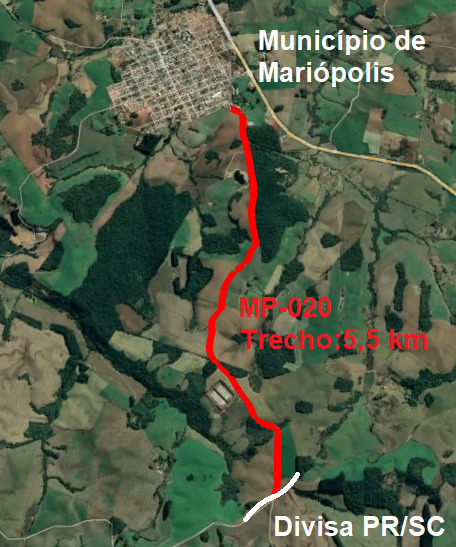 Município de
Mariópolis
MP-020
Trecho:5,5 km
Divisa PR/SC